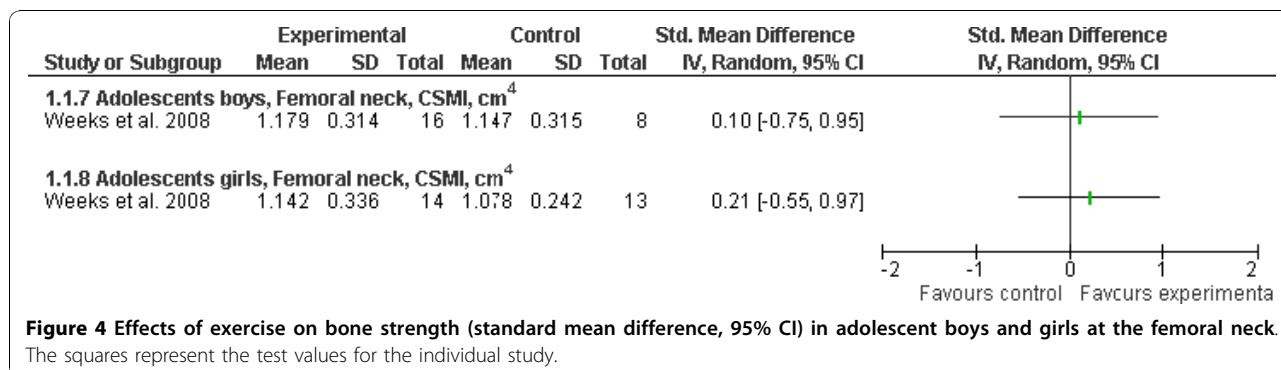 Experimental Control Std. Mean Difference Std. Mean Difference
Study or Subgroup Mean SD Total Mean SD Total IV, Random, 95% CI IV, Random, 95% CI
1.1.7 Adolescents boys, Femoral neck, CSMI, cm⁴
Weeks et al. 2008 1.179 0.314 16 1.147 0.315 8 0.10 [-0.75, 0.95]
1.1.8 Adolescents girls, Femoral neck, CSMI, cm⁴
Weeks et al. 2008 1.142 0.336 14 1.078 0.242 13 0.21 [-0.55, 0.97]
-2 -1 0 1 2
Favours control Favcurs experimenta
Figure 4 Effects of exercise on bone strength (standard mean difference, 95% CI) in adolescent boys and girls at the femoral neck.
The squares represent the test values for the individual study.